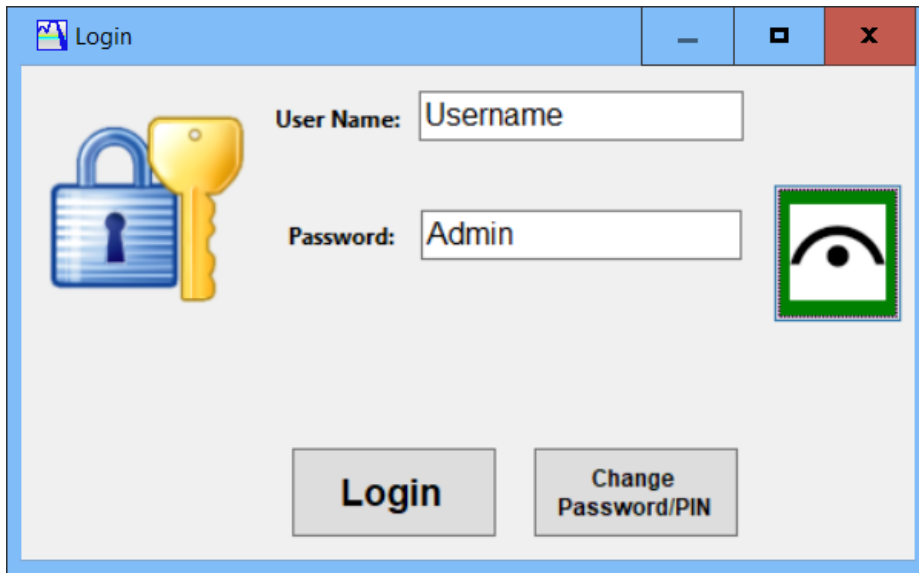 Login
User Name: Username
Password: Admin
Login
Change
Password/PIN